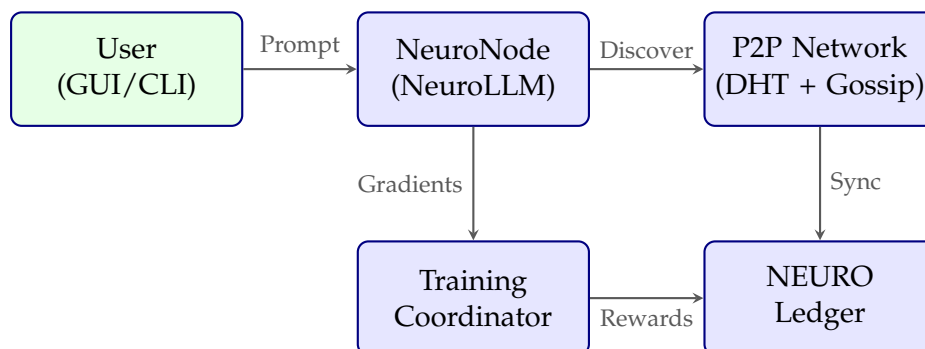 User
(GUI/CLI)
Prompt
NeuroNode
(NeuroLLM)
Discover
P2P Network
(DHT + Gossip)
Gradients
Sync
Training
Coordinator
Rewards
NEURO
Ledger